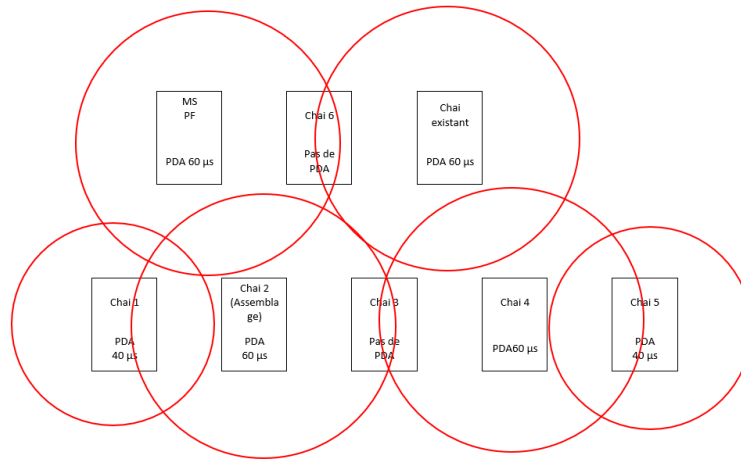 MS
PF
PDA 60 µs
Chai 6
Pas de
PDA
Chai
existant
PDA 60 µs
Chai 1
PDA
40 µs
Chai 2
(Assembla
ge)
PDA
60 µs
Chai 3
Pas de
PDA
Chai 4
PDA60 µs
Chai 5
PDA
40 µs